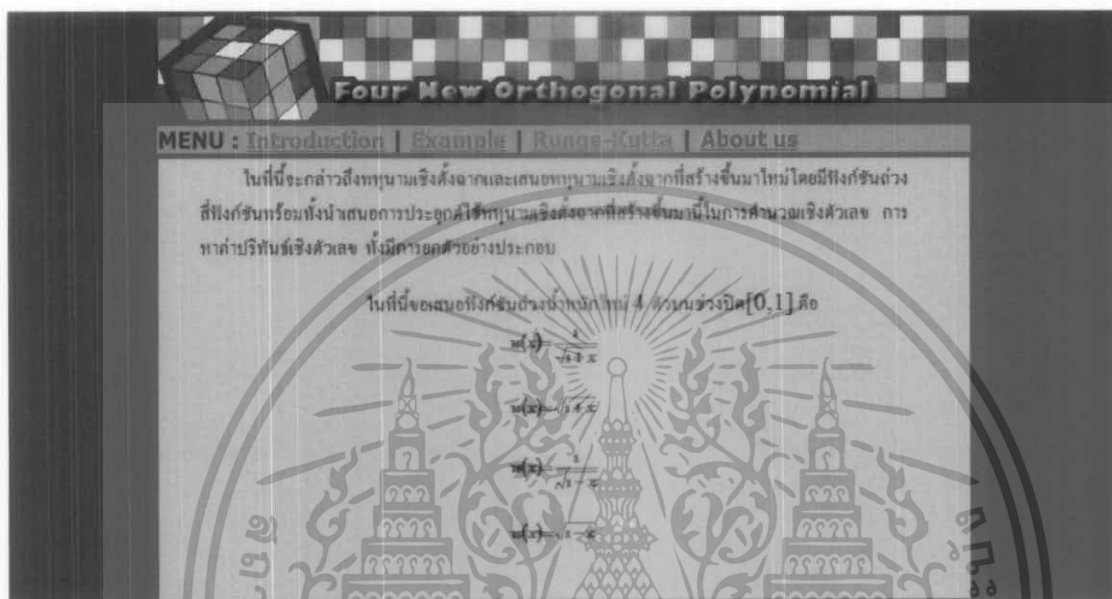 Four New Orthogonal Polynomial
MENU : Introduction | Example | Runge-Kutta | About us
ในที่นี้จะกล่าวถึงพหุนามเชิงตั้งฉากและเสนอพหุนามเชิงตั้งฉากที่สร้างขึ้นมาใหม่โดยมีฟังก์ชันถ่วง
สี่ฟังก์ชันพร้อมทั้งนำเสนอการประยุกต์ใช้พหุนามเชิงตั้งฉากที่สร้างขึ้นมานี้ในการคำนวณเชิงตัวเลข การ
หาค่าปริพันธ์เชิงตัวเลข ทั้งมีการยกตัวอย่างประกอบ
ในที่นี้ขอเสนอฟังก์ชันถ่วงน้ำหนักใหม่ 4 ตัวบนช่วงปิด[0,1] คือ
w(x)=1/√(1+x)
w(x)=√(1+x)
w(x)=1/√(1-x)
w(x)=√(1-x)